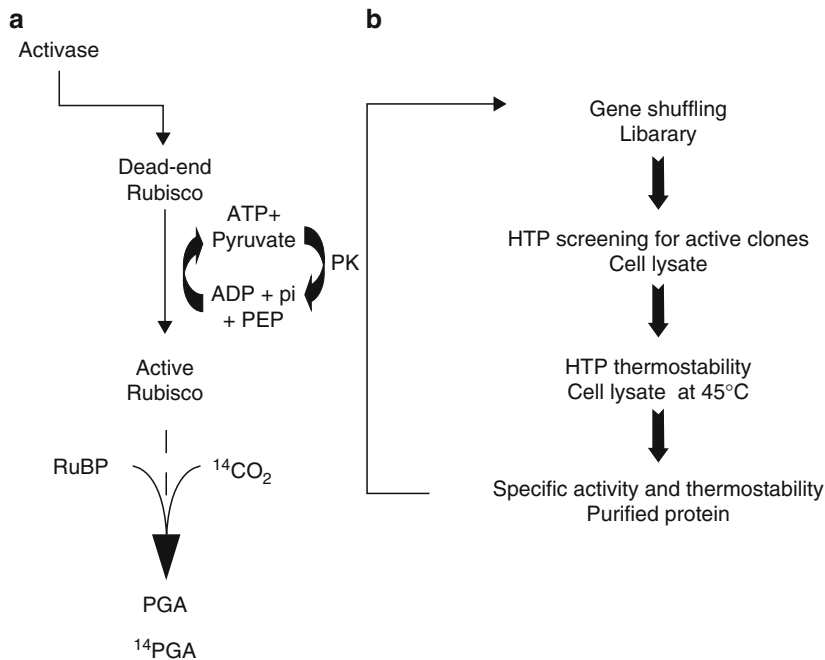 a
Activase
Dead-end
Rubisco
ATP+
Pyruvate
PK
ADP + pi
+ PEP
Active
Rubisco
RuBP
¹⁴CO₂
PGA
¹⁴PGA
b
Gene shuffling
Libarary
HTP screening for active clones
Cell lysate
HTP thermostability
Cell lysate at 45°C
Specific activity and thermostability
Purified protein